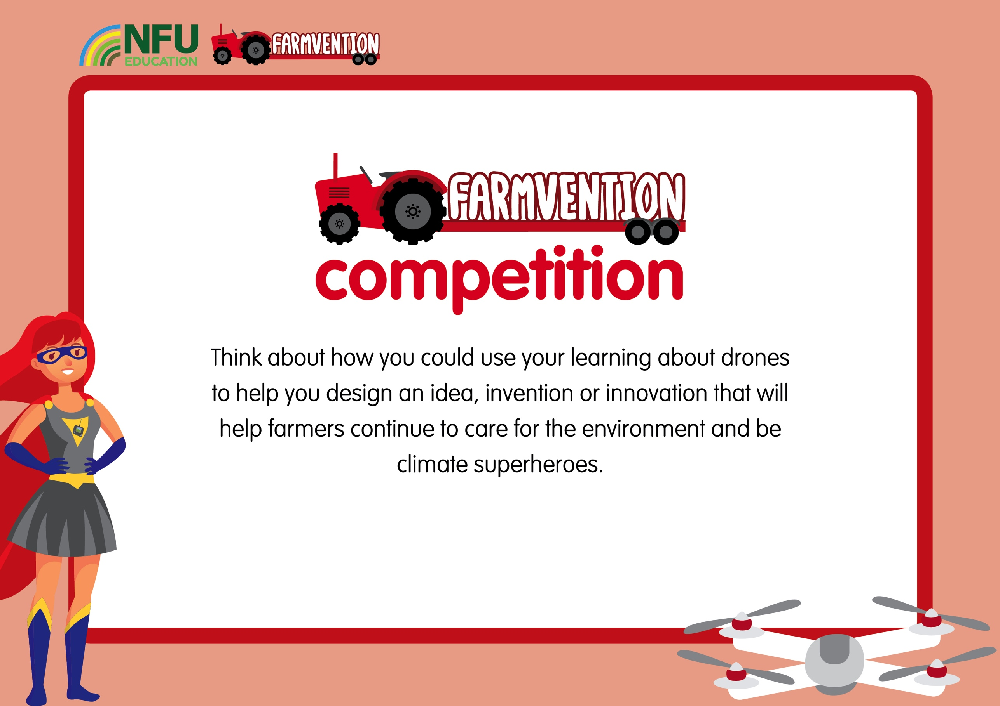 NFU
EDUCATION
FARMVENTION
FARMVENTION
competition
Think about how you could use your learning about drones
to help you design an idea, invention or innovation that will
help farmers continue to care for the environment and be
climate superheroes.